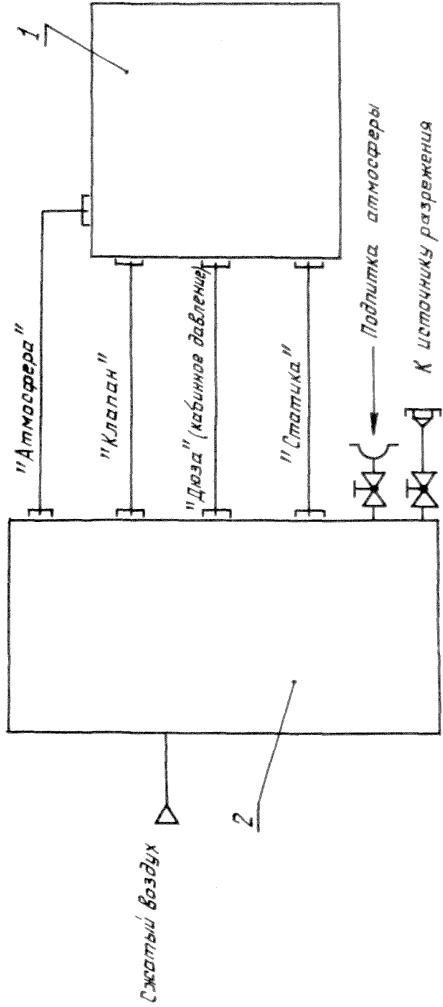 1
"Атмосфера"
"Клапан"
"Дюза" (кабинное давление)
"Статика"
Подпитка атмосферы
К источнику разрежения
2
Сжатый воздух